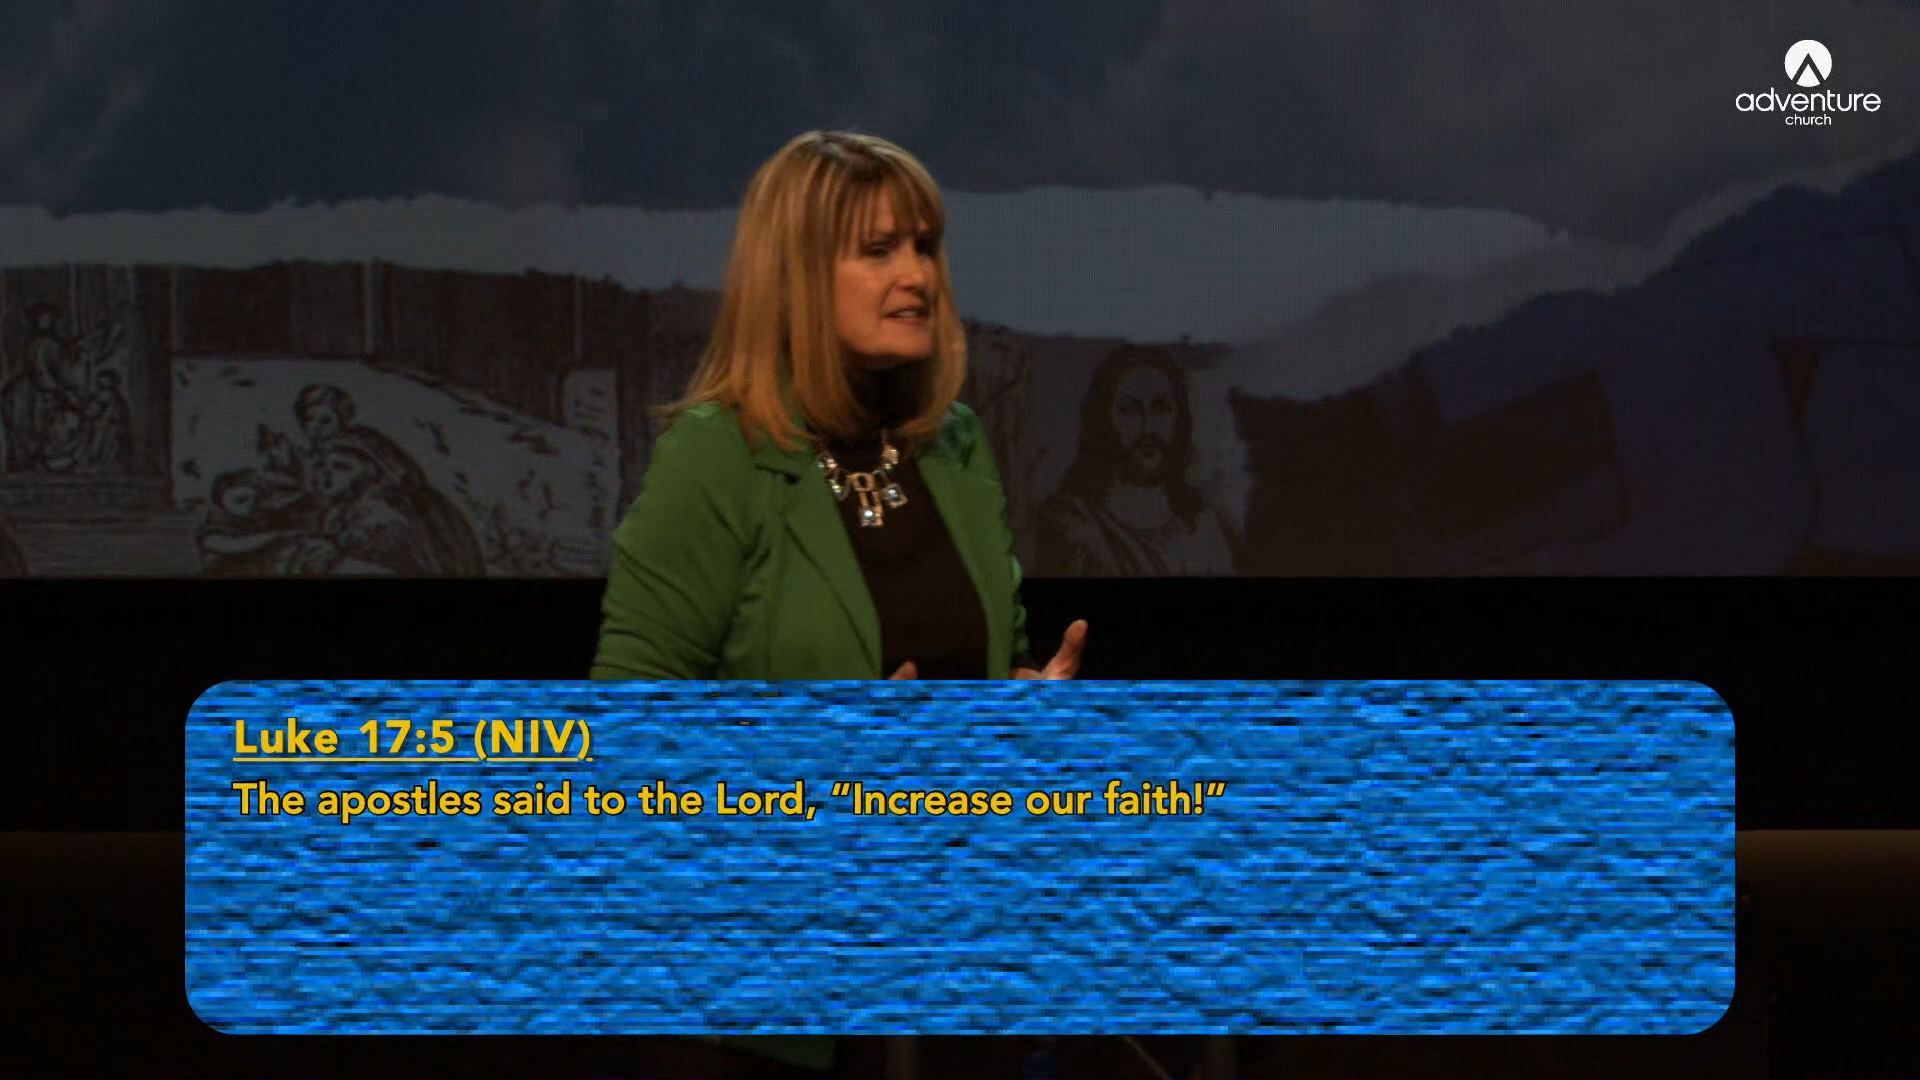 adventure
church
Luke 17:5 (NIV)
The apostles said to the Lord, “Increase our faith!”